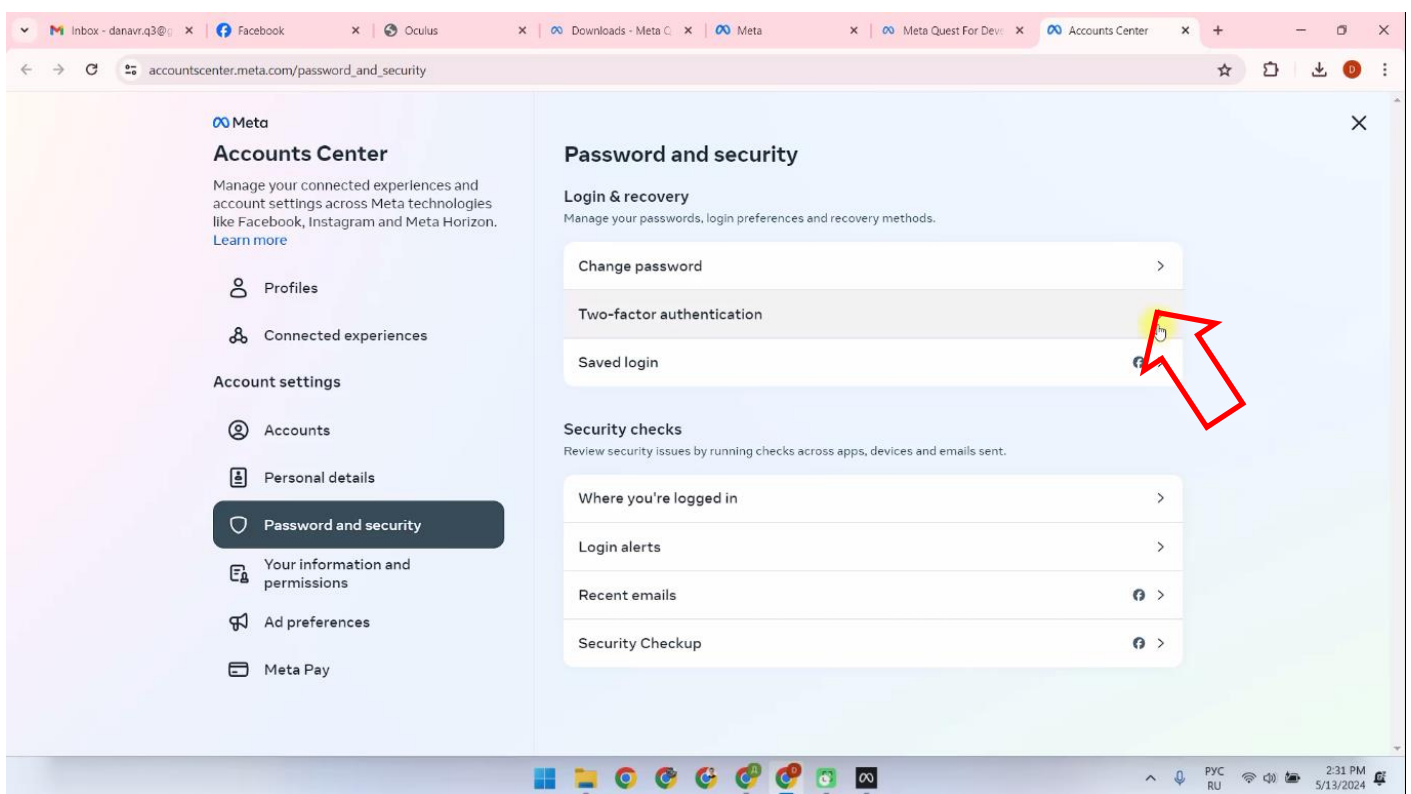 Inbox - danavr.q3@g
Facebook
Oculus
Downloads - Meta Q
Meta
Meta Quest For Deve
Accounts Center
accountscenter.meta.com/password_and_security
D
Meta
Accounts Center
Manage your connected experiences and
account settings across Meta technologies
like Facebook, Instagram and Meta Horizon.
Learn more
Profiles
Connected experiences
Account settings
Accounts
Personal details
Password and security
Your information and
permissions
Ad preferences
Meta Pay
Password and security
Login & recovery
Manage your passwords, login preferences and recovery methods.
Change password
Two-factor authentication
Saved login
Security checks
Review security issues by running checks across apps, devices and emails sent.
Where you're logged in
Login alerts
Recent emails
Security Checkup
РУС
RU
2:31 PM
5/13/2024